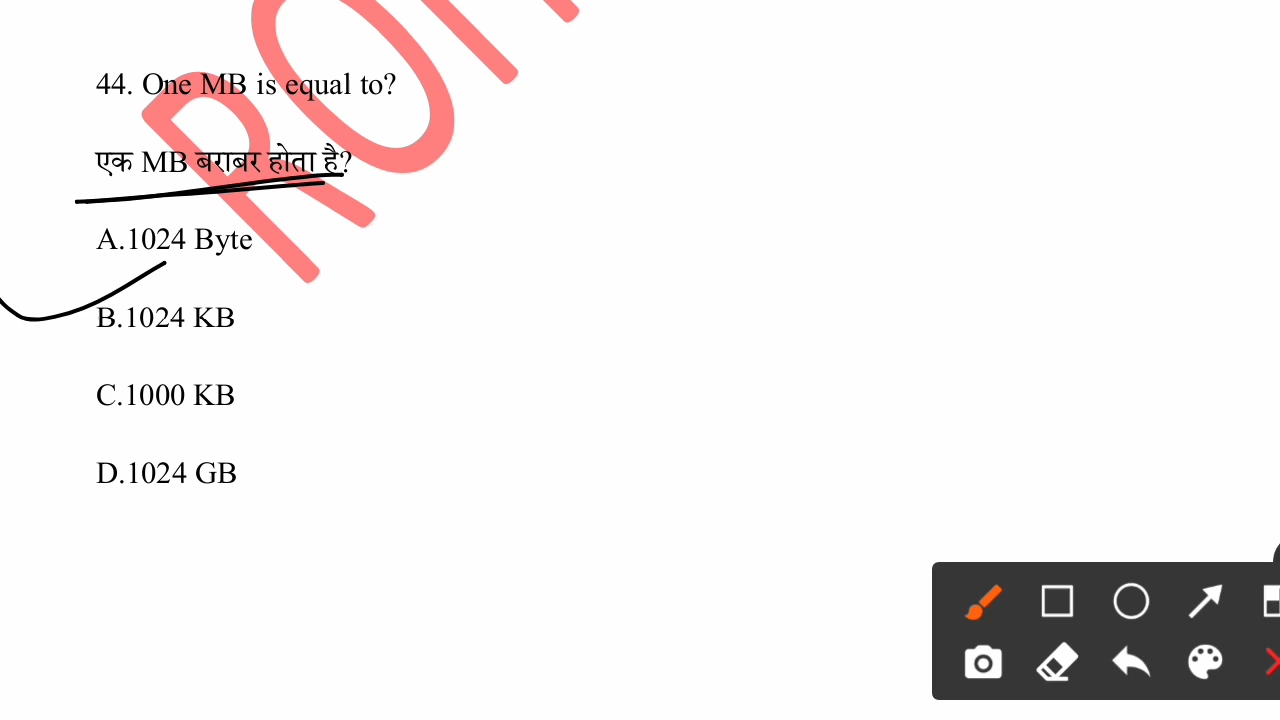 44. One MB is equal to?
एक MB बराबर होता है?
A.1024 Byte
B.1024 KB
C.1000 KB
D.1024 GB